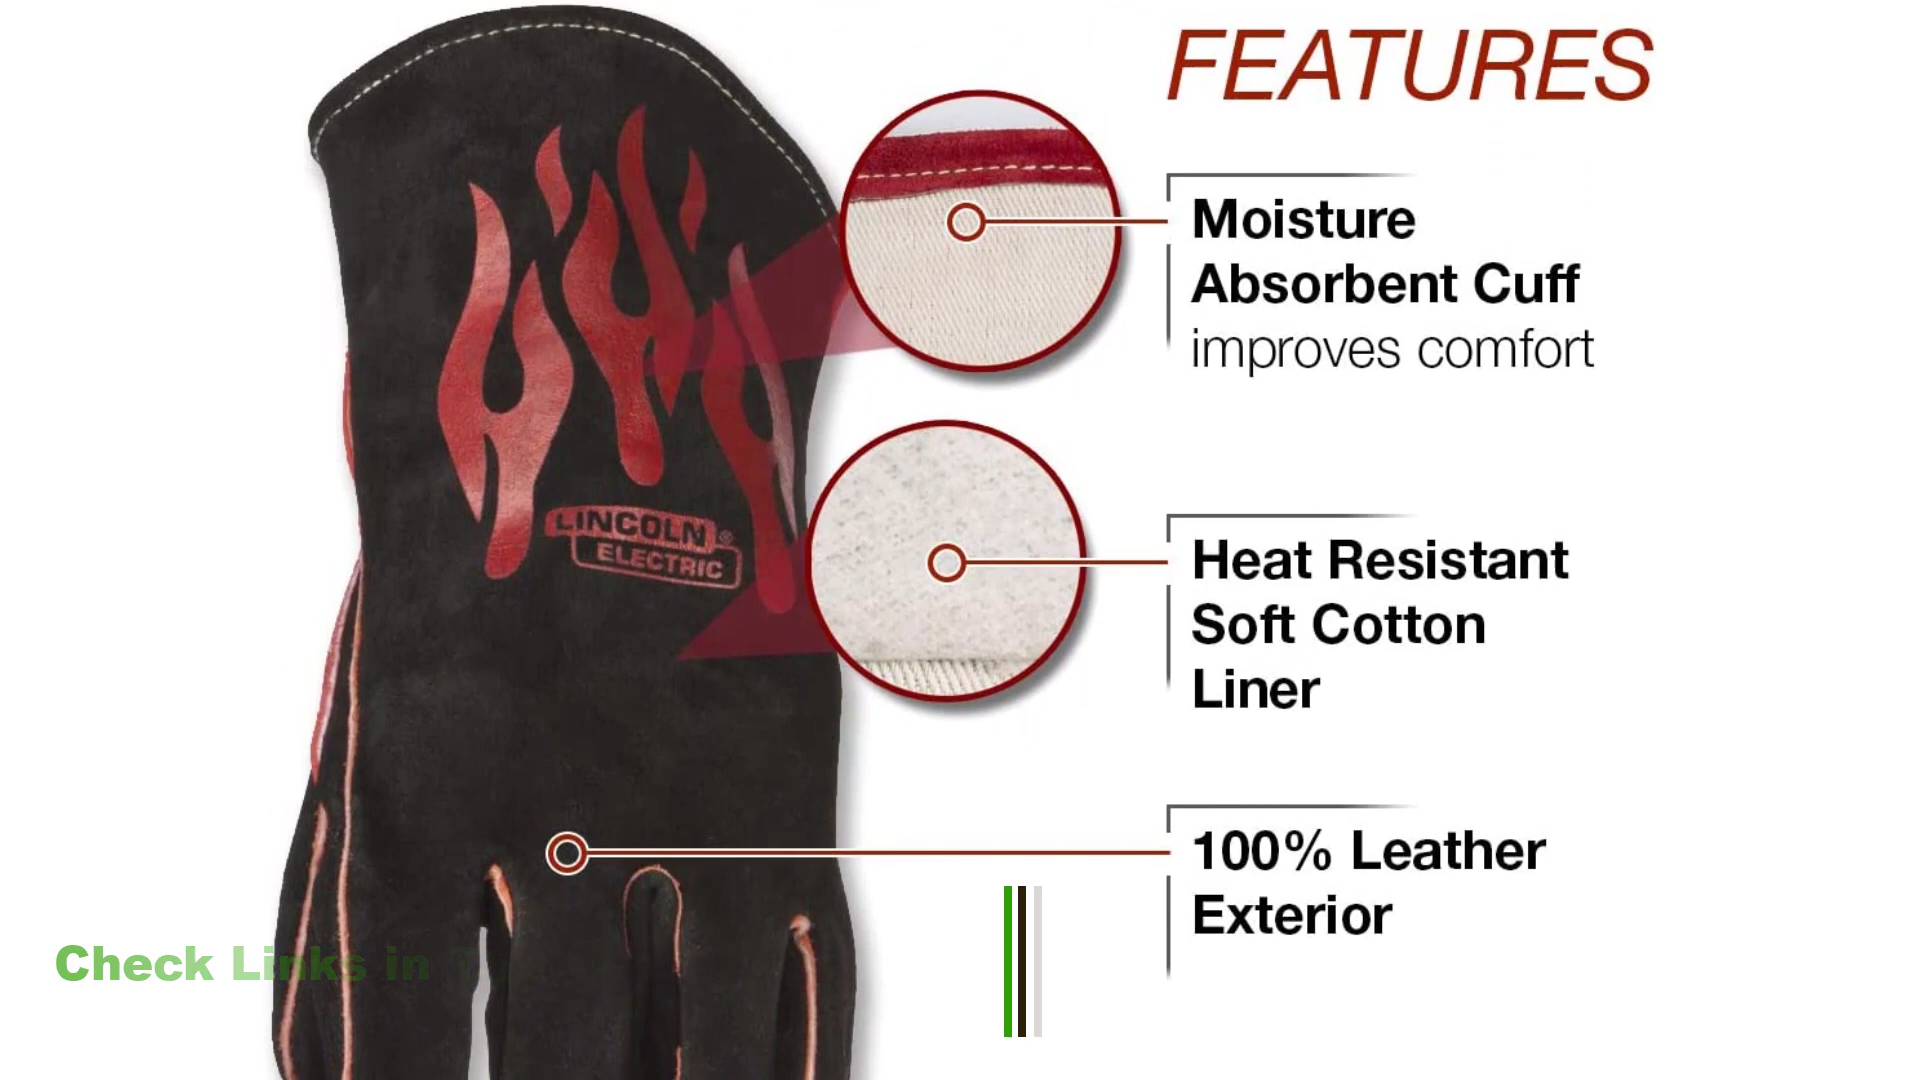 FEATURES
Moisture
Absorbent Cuff
improves comfort
LINCOLN ®
ELECTRIC
Heat Resistant
Soft Cotton
Liner
100% Leather
Exterior
Check Links in